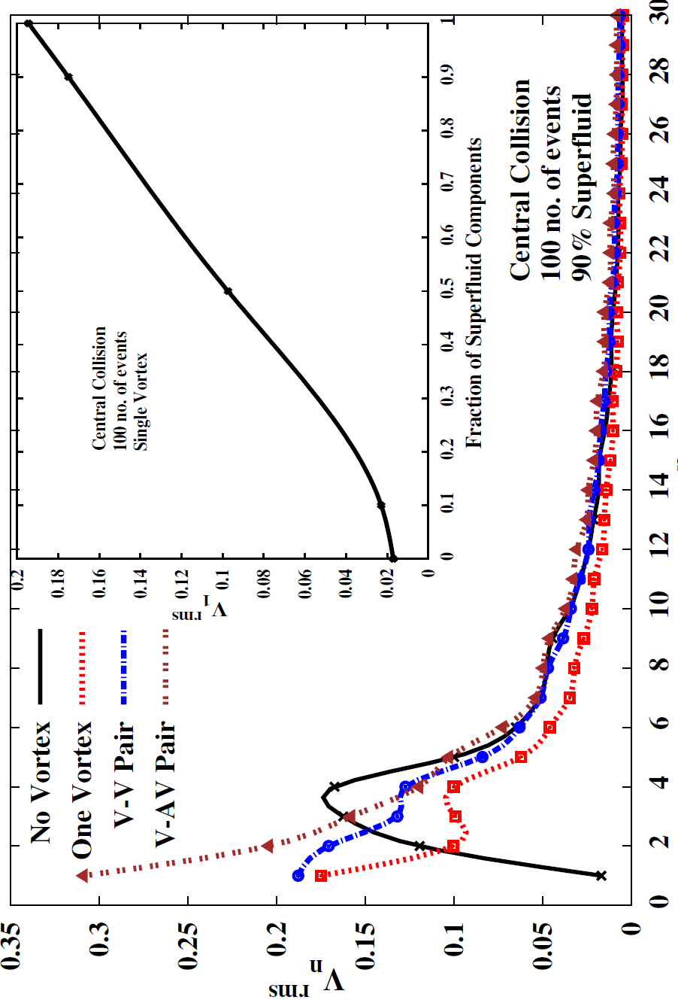 0.35
0.3
0.25
0.2
0.15
0.1
0.05
0
V n rms
No Vortex
One Vortex
V-V Pair
V-AV Pair
0.2
0.18
0.16
0.14
0.12
0.1
0.08
0.06
0.04
0.02
0
V 1 rms
Central Collision
100 no. of events
Single Vortex
0 0.1 0.2 0.3 0.4 0.5 0.6 0.7 0.8 0.9 1
Fraction of Superfluid Components
Central Collision
100 no. of events
90% Superfluid
0 2 4 6 8 10 12 14 16 18 20 22 24 26 28 30